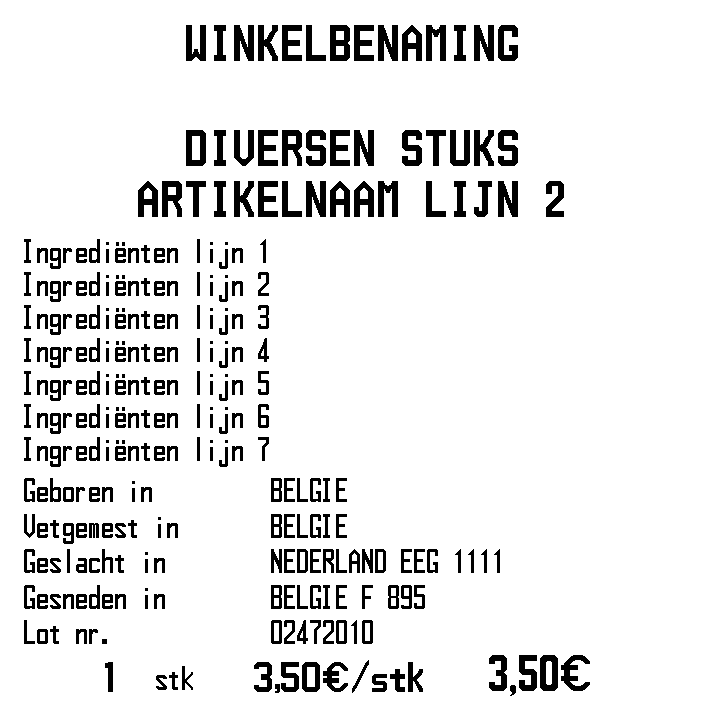 WINKELBENAMING
DIVERSEN STUKS
ARTIKELNAAM LIJN 2
Ingrediënten lijn 1
Ingrediënten lijn 2
Ingrediënten lijn 3
Ingrediënten lijn 4
Ingrediënten lijn 5
Ingrediënten lijn 6
Ingrediënten lijn 7
Geboren in BELGIE
Vetgemest in BELGIE
Geslacht in NEDERLAND EEG 1111
Gesneden in BELGIE F 895
Lot nr. 02472010
1 stk 3,50€/stk 3,50€